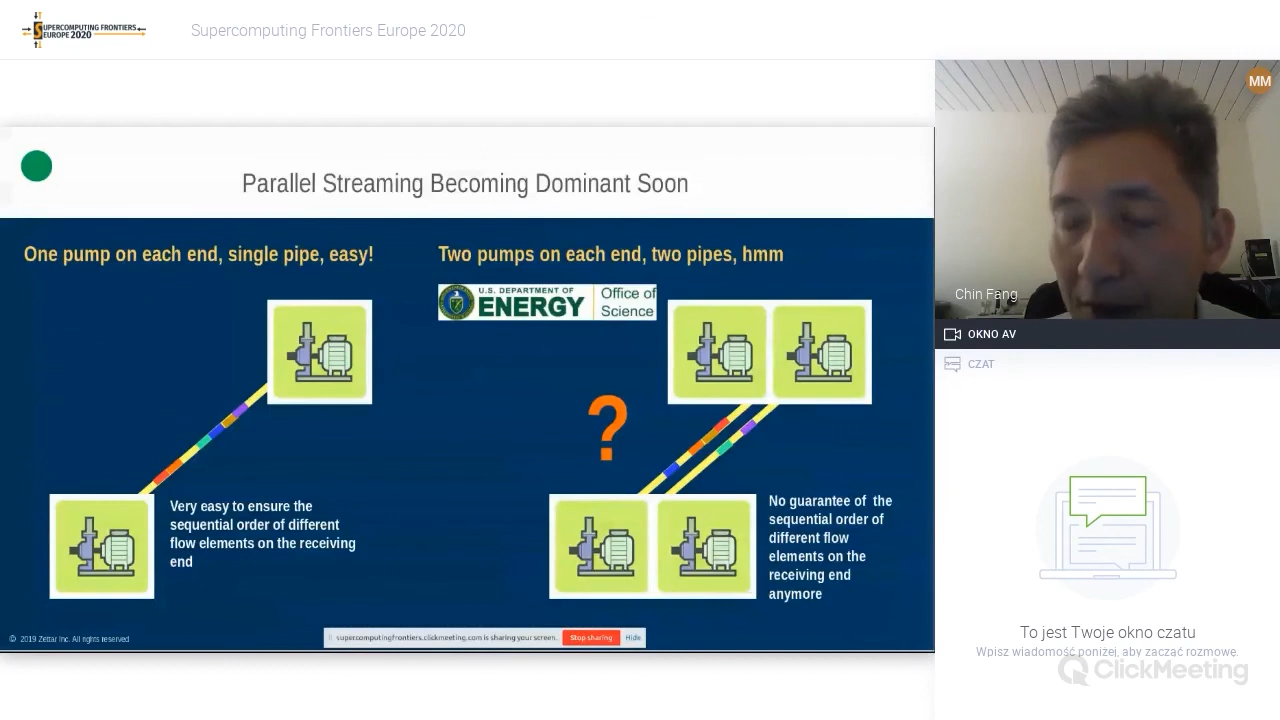 SUPERCOMPUTING FRONTIERS
EUROPE 2020
Supercomputing Frontiers Europe 2020
MM
Chin Fang
OKNO AV
CZAT
Parallel Streaming Becoming Dominant Soon
One pump on each end, single pipe, easy!
Two pumps on each end, two pipes, hmm
U.S. DEPARTMENT OF
ENERGY
Office of
Science
?
Very easy to ensure the
sequential order of different
flow elements on the receiving
end
No guarantee of the
sequential order of
different flow
elements on the
receiving end
anymore
© 2019 Zettar Inc. All rights reserved
supercomputingfrontiers.clickmeeting.com is sharing your screen.
Stop sharing
Hide
To jest Twoje okno czatu
Wpisz wiadomość poniżej, aby zacząć rozmowę.
ClickMeeting